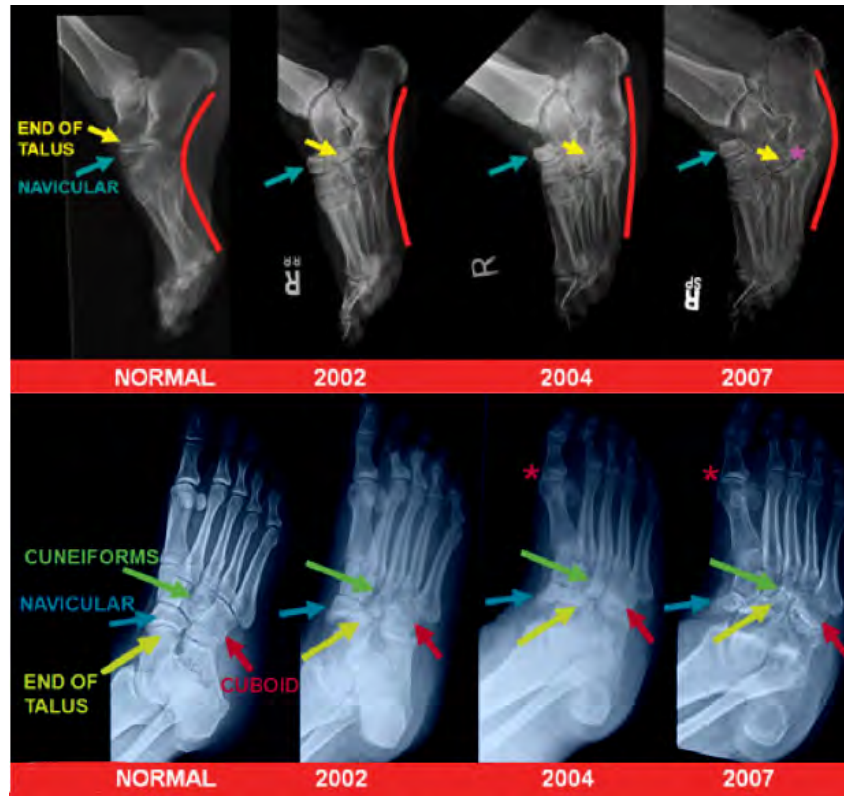 END OF
TALUS
NAVICULAR
R
R
NORMAL
2002
2004
2007
CUNEIFORMS
NAVICULAR
END OF
TALUS
CUBOID
*
*
*
NORMAL
2002
2004
2007